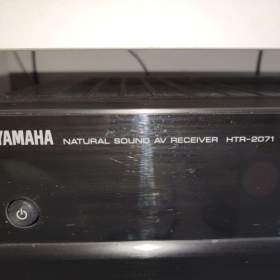 YAMAHA NATURAL SOUND AV RECEIVER HTR-2071